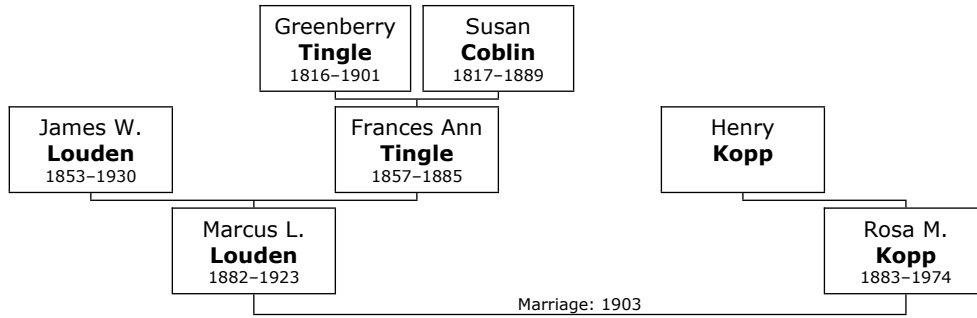 Greenberry
Tingle
1816–1901
Susan
Coblin
1817–1889
James W.
Louden
1853–1930
Frances Ann
Tingle
1857–1885
Henry
Kopp
Marcus L.
Louden
1882–1923
Rosa M.
Kopp
1883–1974
Marriage: 1903